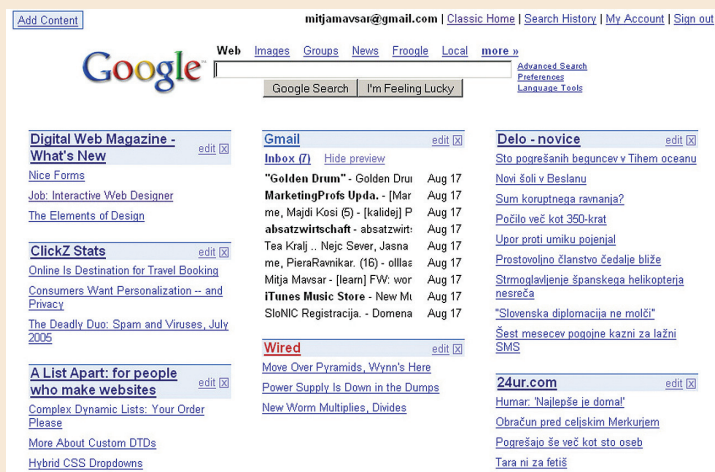 Add Content
mitjamavsar@gmail.com | Classic Home | Search History | My Account | Sign out
Google™
Web Images Groups News Froogle Local more »
Advanced Search
Preferences
Language Tools
Google Search I'm Feeling Lucky
Digital Web Magazine -
What's New
edit
Nice Forms
Job: Interactive Web Designer
The Elements of Design
ClickZ Stats edit
Online Is Destination for Travel Booking
Consumers Want Personalization -- and
Privacy
The Deadly Duo: Spam and Viruses, July
2005
A List Apart: for people
who make websites
edit
Complex Dynamic Lists: Your Order
Please
More About Custom DTDs
Hybrid CSS Dropdowns
Gmail edit
Inbox (7) Hide preview
"Golden Drum" - Golden Drui Aug 17
MarketingProfs Upda. - [Mar Aug 17
me, Majdi Kosi (5) - [kalidej] P Aug 17
absatzwirtschaft - absatzwirt: Aug 17
Tea Kralj .. Nejc Sever, Jasna Aug 17
me, PieraRavnikar. (16) - olllaa Aug 17
Mitja Mavsar - [learn] FW: wor Aug 17
iTunes Music Store - New Mu Aug 17
SloNIC Registracija. - Domena Aug 17
Wired edit
Move Over Pyramids, Wynn's Here
Power Supply Is Down in the Dumps
New Worm Multiplies, Divides
Delo - novice edit
Sto pogrešanih beguncev v Tihem oceanu
Novi šoli v Beslanu
Sum koruptnega ravnanja?
Počilo več kot 350-krat
Upor proti umiku pojenjal
Prostovoljno članstvo čedalje bliže
Strmoglavljenje španskega helikopterja
nesreča
"Slovenska diplomacija ne molči"
Šest mesecev pogojne kazni za lažni
SMS
24ur.com edit
Humar: 'Najlepše je doma!'
Obračun pred celjskim Merkurjem
Pogrešajo še več kot sto oseb
Tara ni za fetiš